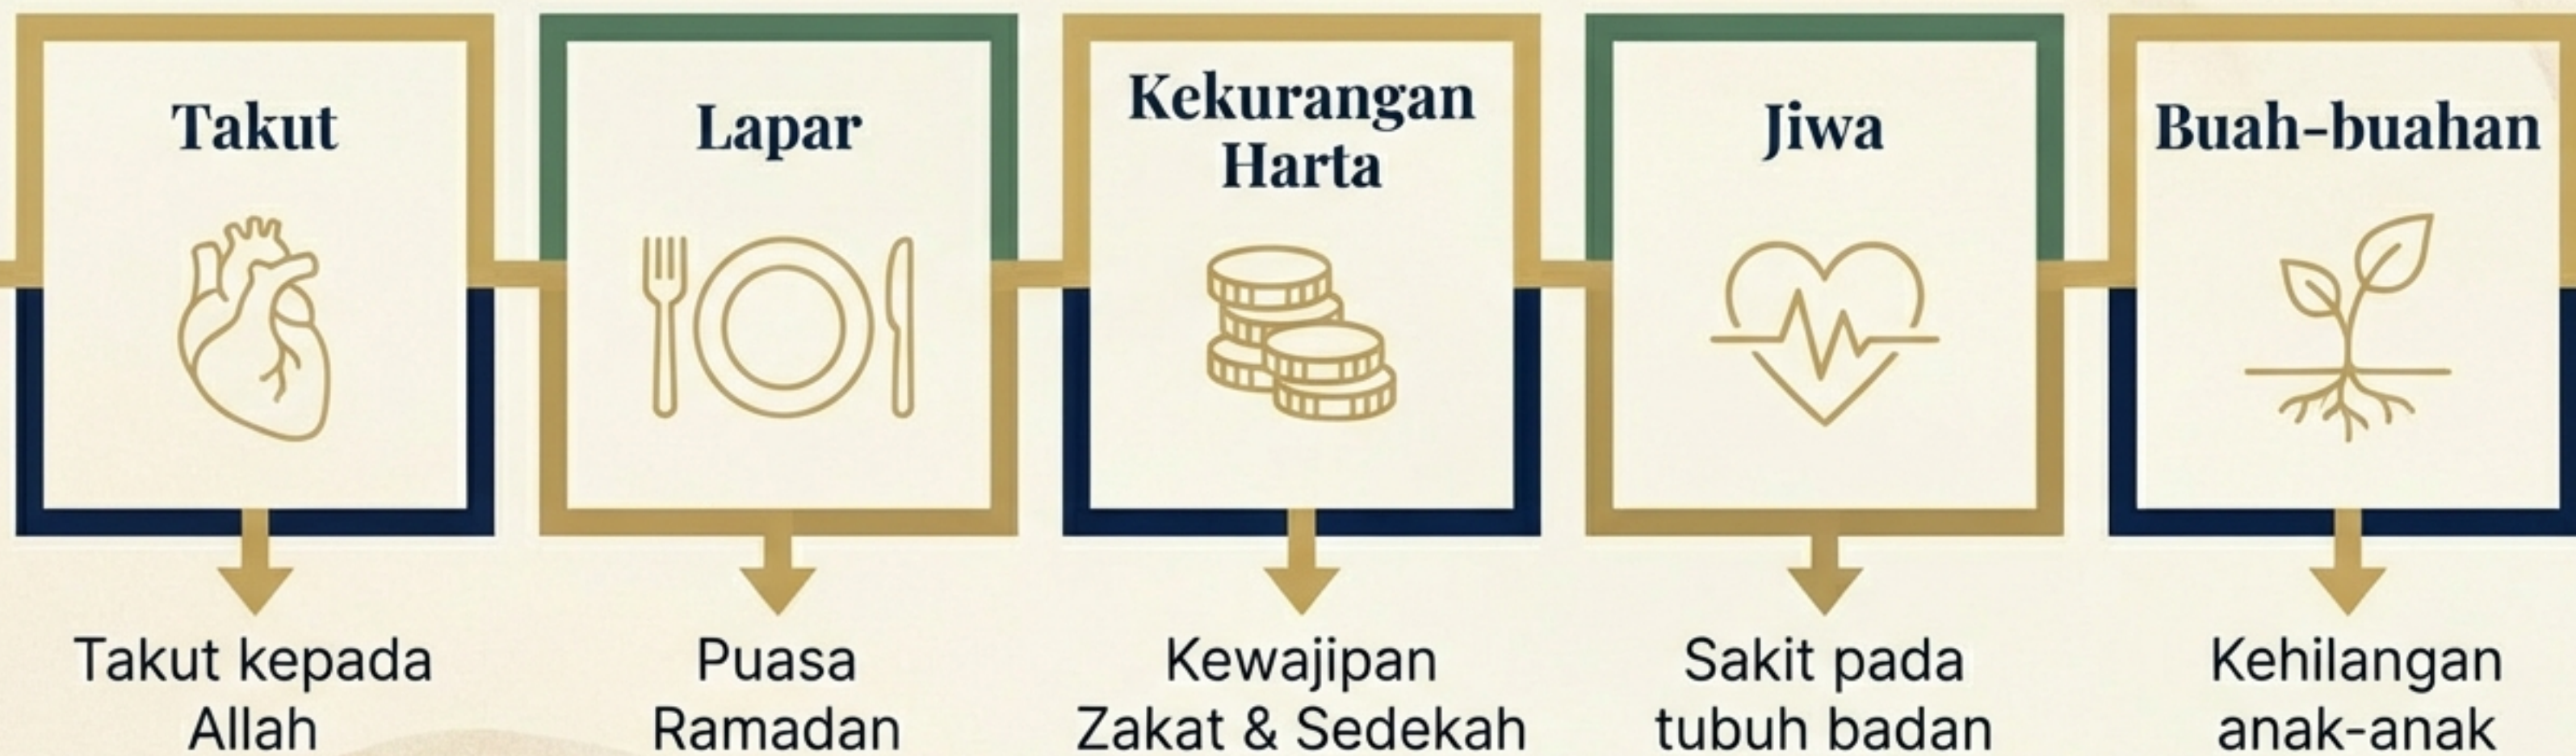 Takut
Lapar
Kekurangan
Harta
Jiwa
Buah-buahan
Takut kepada
Allah
Puasa
Ramadan
Kewajipan
Zakat & Sedekah
Sakit pada
tubuh badan
Kehilangan
anak-anak